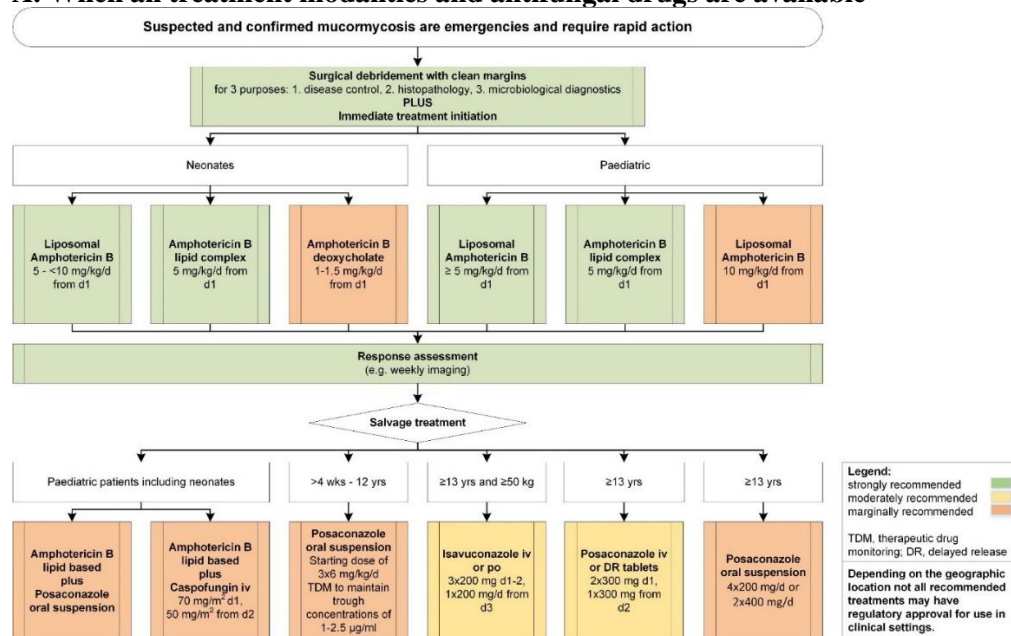 A. When all treatment modalities and antifungal drugs are available
Suspected and confirmed mucormycosis are emergencies and require rapid action
Surgical debridement with clean margins
for 3 purposes: 1. disease control, 2. histopathology, 3. microbiological diagnostics
PLUS
Immediate treatment initiation
Neonates
Paediatric
Liposomal
Amphotericin B
5 - <10 mg/kg/d
from d1
Amphotericin B
lipid complex
5 mg/kg/d from
d1
Amphotericin B
deoxycholate
1-1.5 mg/kg/d
from d1
Liposomal
Amphotericin B
≥ 5 mg/kg/d from
d1
Amphotericin B
lipid complex
5 mg/kg/d from
d1
Liposomal
Amphotericin B
10 mg/kg/d from
d1
Response assessment
(e.g. weekly imaging)
Salvage treatment
Paediatric patients including neonates
>4 wks - 12 yrs
≥13 yrs and ≥50 kg
≥13 yrs
≥13 yrs
Amphotericin B
lipid based
plus
Posaconazole
oral suspension
Amphotericin B
lipid based
plus
Caspofungin iv
70 mg/m² d1,
50 mg/m² from d2
Posaconazole
oral suspension
Starting dose of
3x6 mg/kg/d
TDM to maintain
trough
concentrations of
1-2.5 µg/ml
Isavuconazole iv
or po
3x200 mg d1-2,
1x200 mg/d from
d3
Posaconazole iv
or DR tablets
2x300 mg d1,
1x300 mg from
d2
Posaconazole
oral suspension
4x200 mg/d or
2x400 mg/d
Legend:
strongly recommended
moderately recommended
marginally recommended
TDM, therapeutic drug
monitoring; DR, delayed release
Depending on the geographic
location not all recommended
treatments may have
regulatory approval for use in
clinical settings.